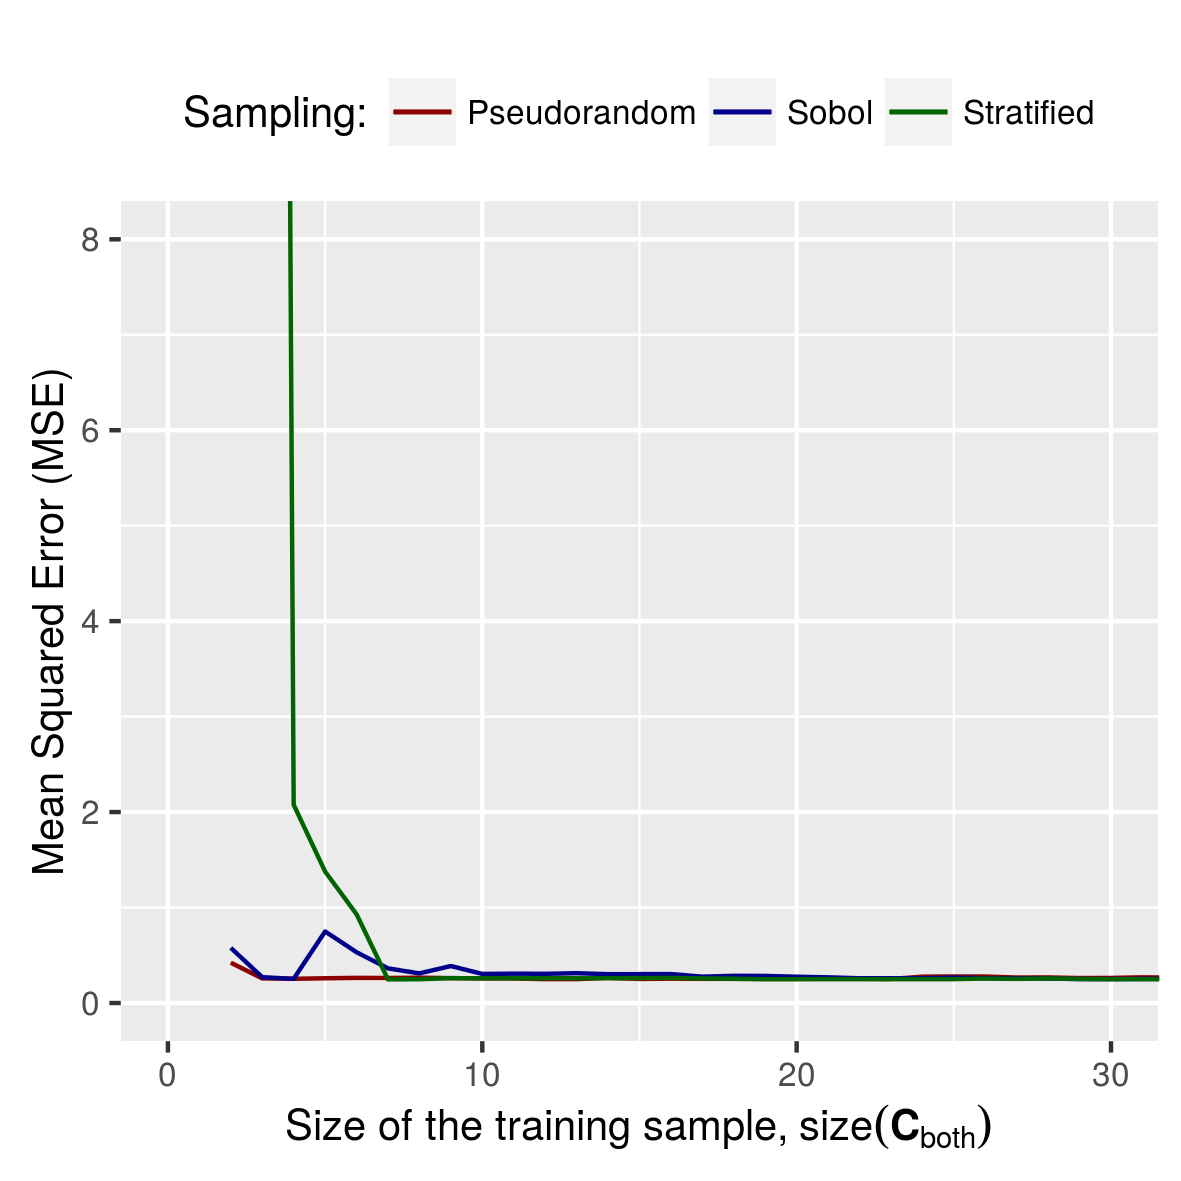 Sampling: Pseudorandom Sobol Stratified
8
6
4
2
0
Mean Squared Error (MSE)
0 10 20 30
Size of the training sample, size(C_both)